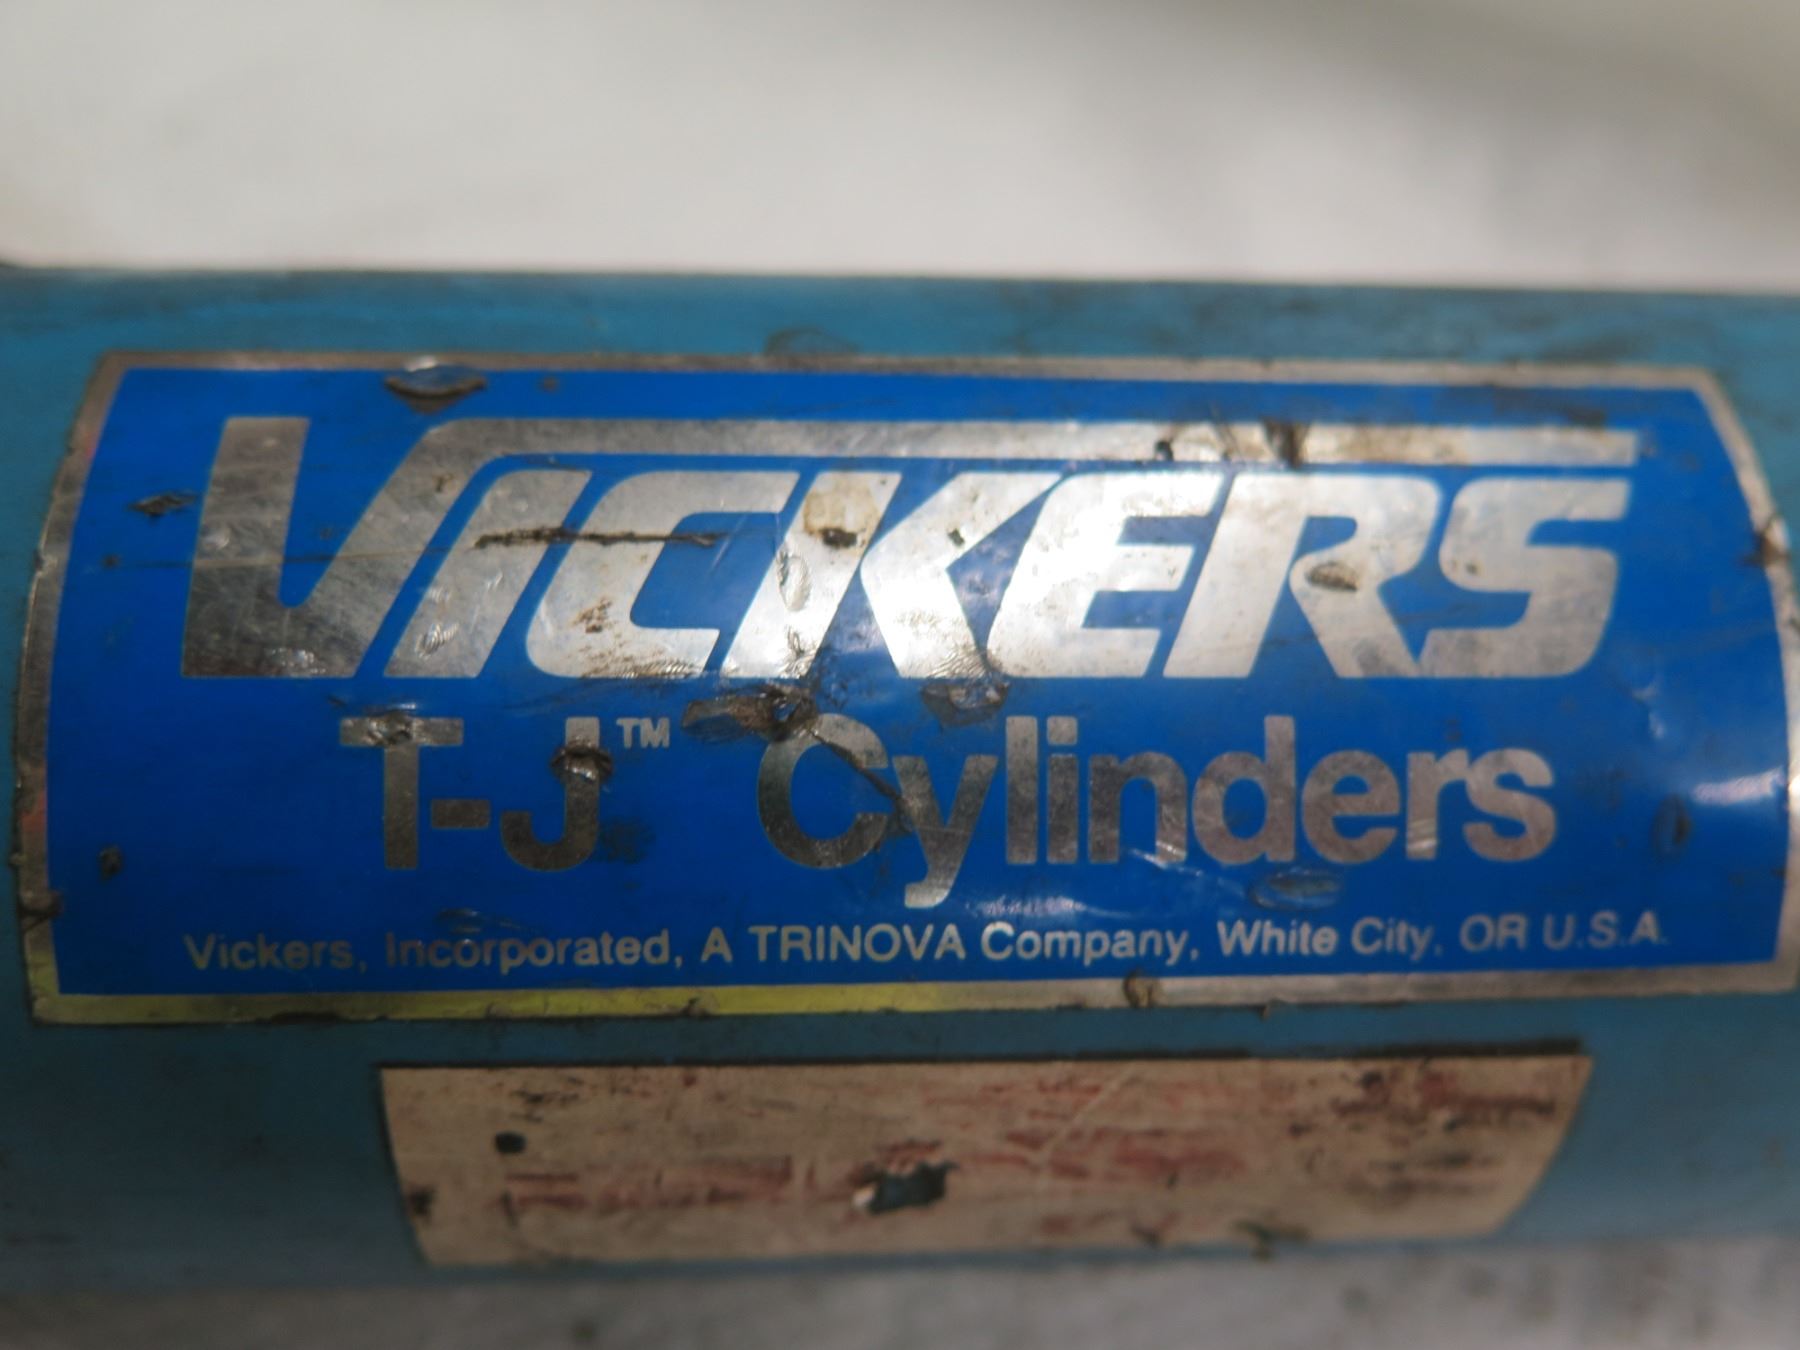 VICKERS
T-J™ Cylinders
Vickers, Incorporated, A TRINOVA Company, White City, OR U.S.A.